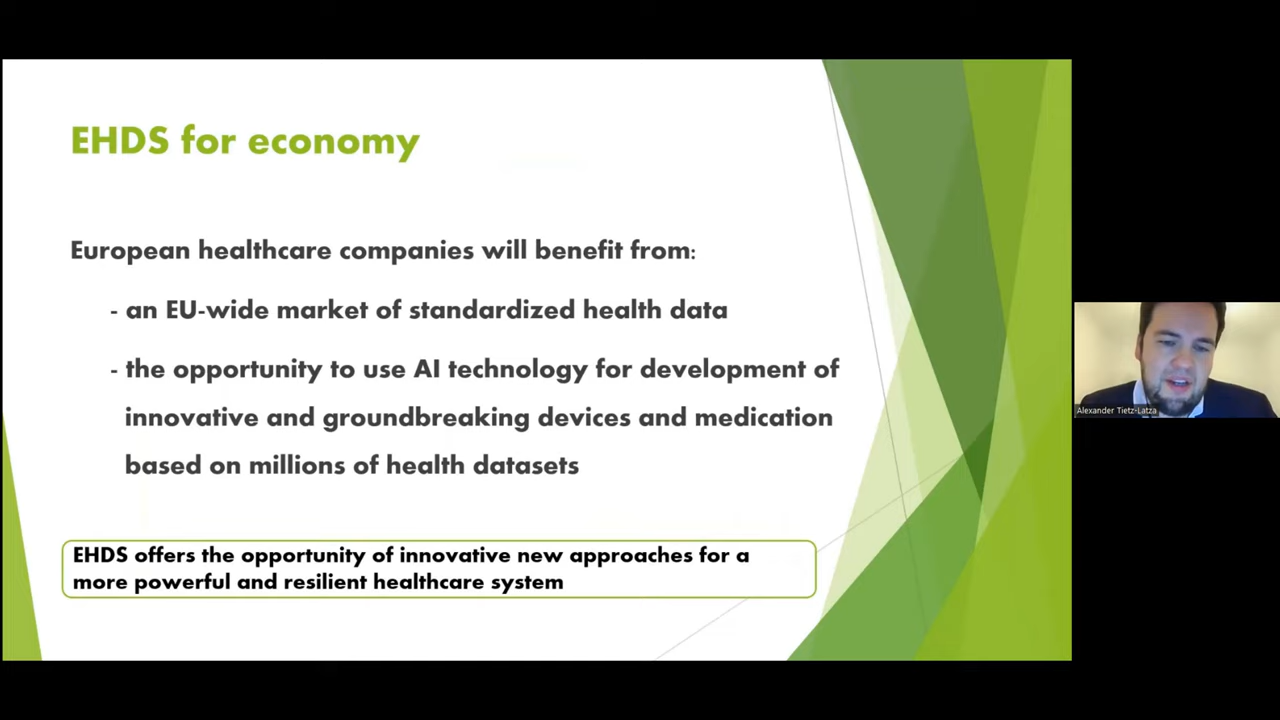 EHDS for economy
European healthcare companies will benefit from:
- an EU-wide market of standardized health data
- the opportunity to use AI technology for development of
innovative and groundbreaking devices and medication
based on millions of health datasets
EHDS offers the opportunity of innovative new approaches for a
more powerful and resilient healthcare system
Alexander Tietz-Latza